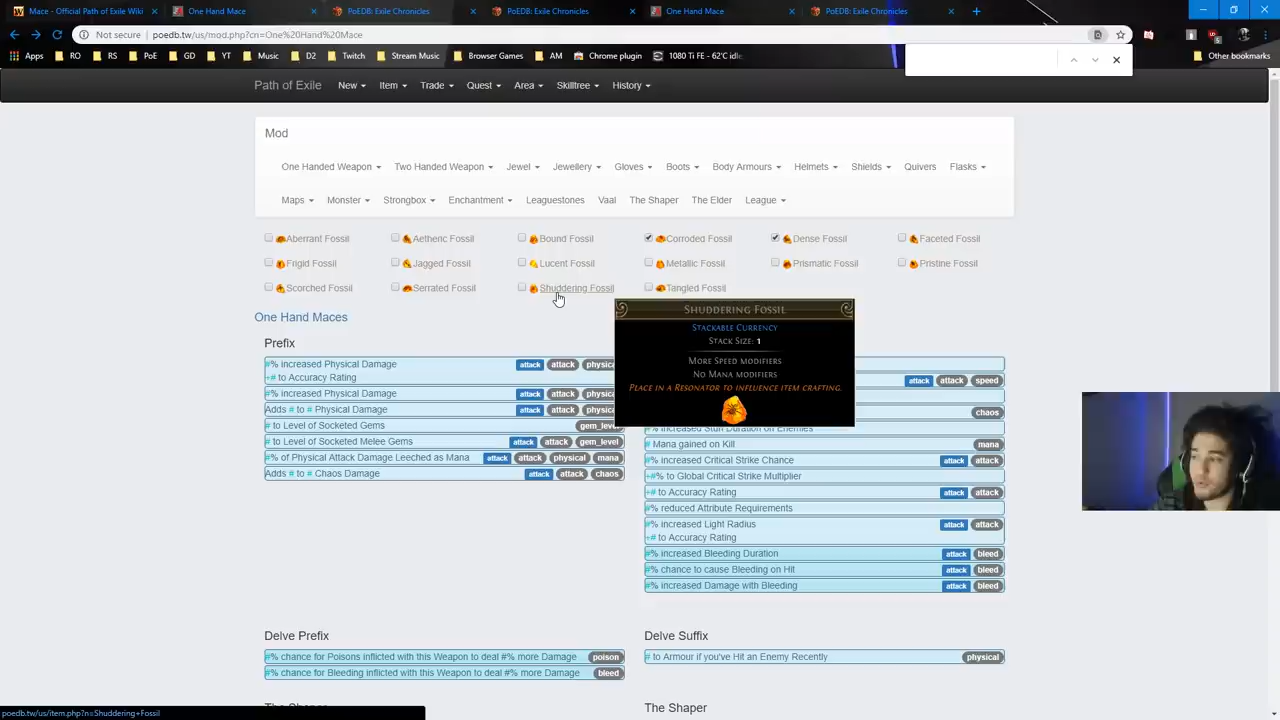 Mace - Official Path of Exile Wiki
One Hand Mace
PoEDB: Exile Chronicles
PoEDB: Exile Chronicles
One Hand Mace
PoEDB: Exile Chronicles
Not secure | poedb.tw/us/mod.php?cn=One%20Hand%20Mace
Apps RO RS PoE GD YT Music D2 Twitch Stream Music Browser Games AM Chrome plugin 1080 Ti FE - 62°C idle Other bookmarks
Path of Exile New Item Trade Quest Area Skilltree History
Mod
One Handed Weapon Two Handed Weapon Jewel Jewellery Gloves Boots Body Armours Helmets Shields Quivers Flasks
Maps Monster Strongbox Enchantment Leaguestones Vaal The Shaper The Elder League
Aberrant Fossil Aetheric Fossil Bound Fossil Corroded Fossil Dense Fossil Faceted Fossil
Frigid Fossil Jagged Fossil Lucent Fossil Metallic Fossil Prismatic Fossil Pristine Fossil
Scorched Fossil Serrated Fossil Shuddering Fossil Tangled Fossil
Shuddering Fossil
Stackable Currency
Stack Size: 1
More Speed modifiers
No Mana modifiers
Place in a Resonator to influence item crafting.
One Hand Maces
Prefix
#% increased Physical Damage attack attack physica
+# to Accuracy Rating
#% increased Physical Damage attack attack physica
Adds # to # Physical Damage attack attack physica
# to Level of Socketed Gems gem_level
# to Level of Socketed Melee Gems attack attack gem_level
#% of Physical Attack Damage Leeched as Mana attack attack physical mana
Adds # to # Chaos Damage attack attack chaos
attack attack speed
chaos
#% increased Stun Duration on Enemies
# Mana gained on Kill mana
#% increased Critical Strike Chance attack attack
+#% to Global Critical Strike Multiplier
+# to Accuracy Rating attack attack
#% reduced Attribute Requirements
#% increased Light Radius attack attack
+# to Accuracy Rating
#% increased Bleeding Duration attack bleed
#% chance to cause Bleeding on Hit attack bleed
#% increased Damage with Bleeding attack bleed
Delve Prefix
#% chance for Poisons inflicted with this Weapon to deal #% more Damage poison
#% chance for Bleeding inflicted with this Weapon to deal #% more Damage bleed
Delve Suffix
# to Armour if you've Hit an Enemy Recently physical
The Shaper
The Shaper
poedb.tw/us/item.php?n=Shuddering+Fossil